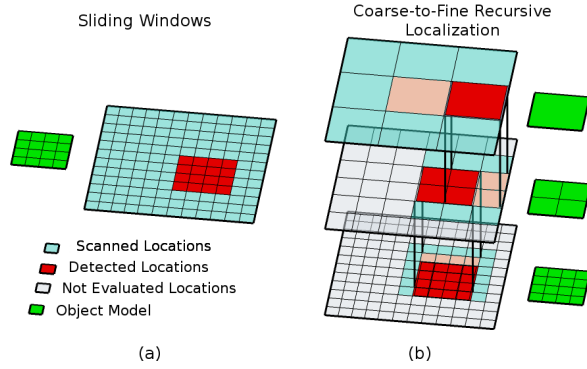 Sliding Windows
Coarse-to-Fine Recursive
Localization
Scanned Locations
Detected Locations
Not Evaluated Locations
Object Model
(a)
(b)